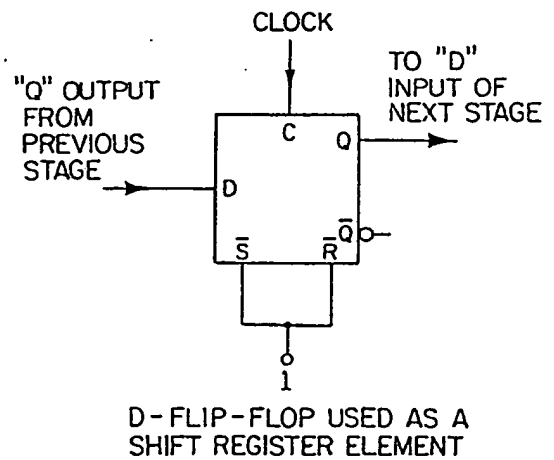 CLOCK
"Q" OUTPUT
FROM
PREVIOUS
STAGE
TO "D"
INPUT OF
NEXT STAGE
C
Q
D
Q̅
S̅
R̅
1
D-FLIP-FLOP USED AS A
SHIFT REGISTER ELEMENT